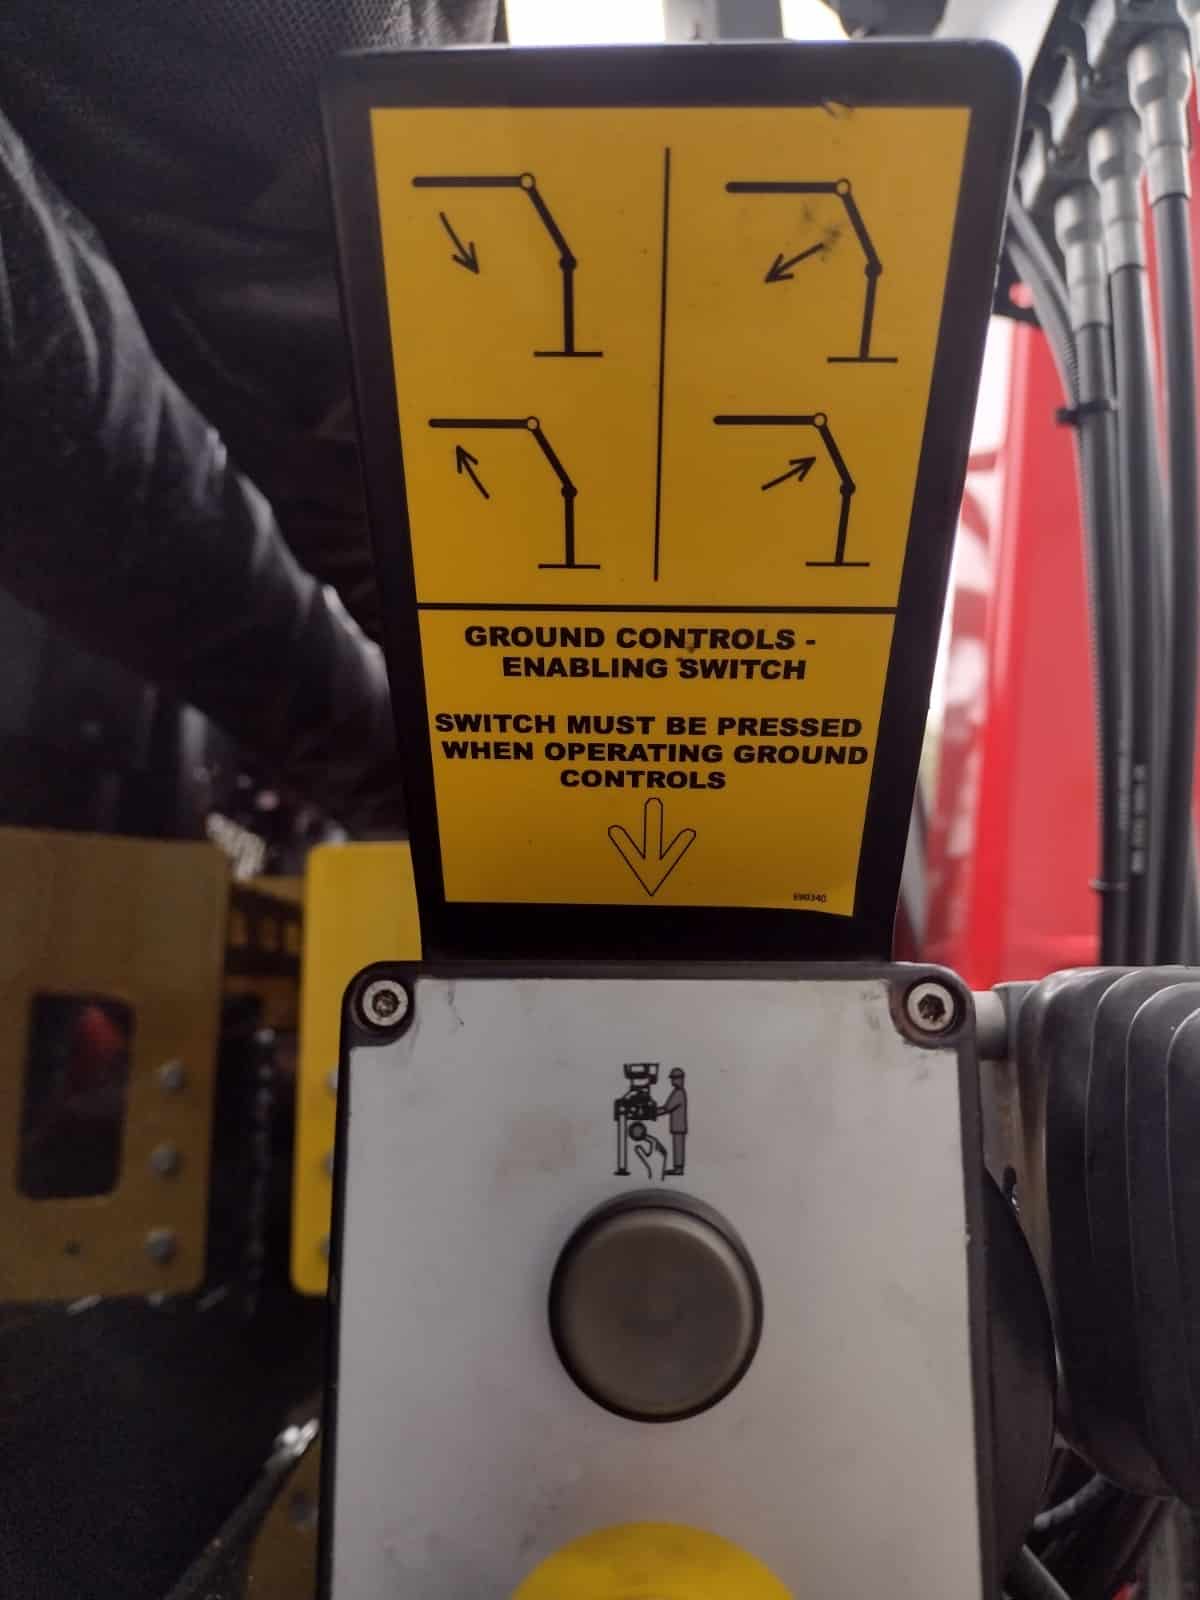 GROUND CONTROLS -
ENABLING SWITCH
SWITCH MUST BE PRESSED
WHEN OPERATING GROUND
CONTROLS